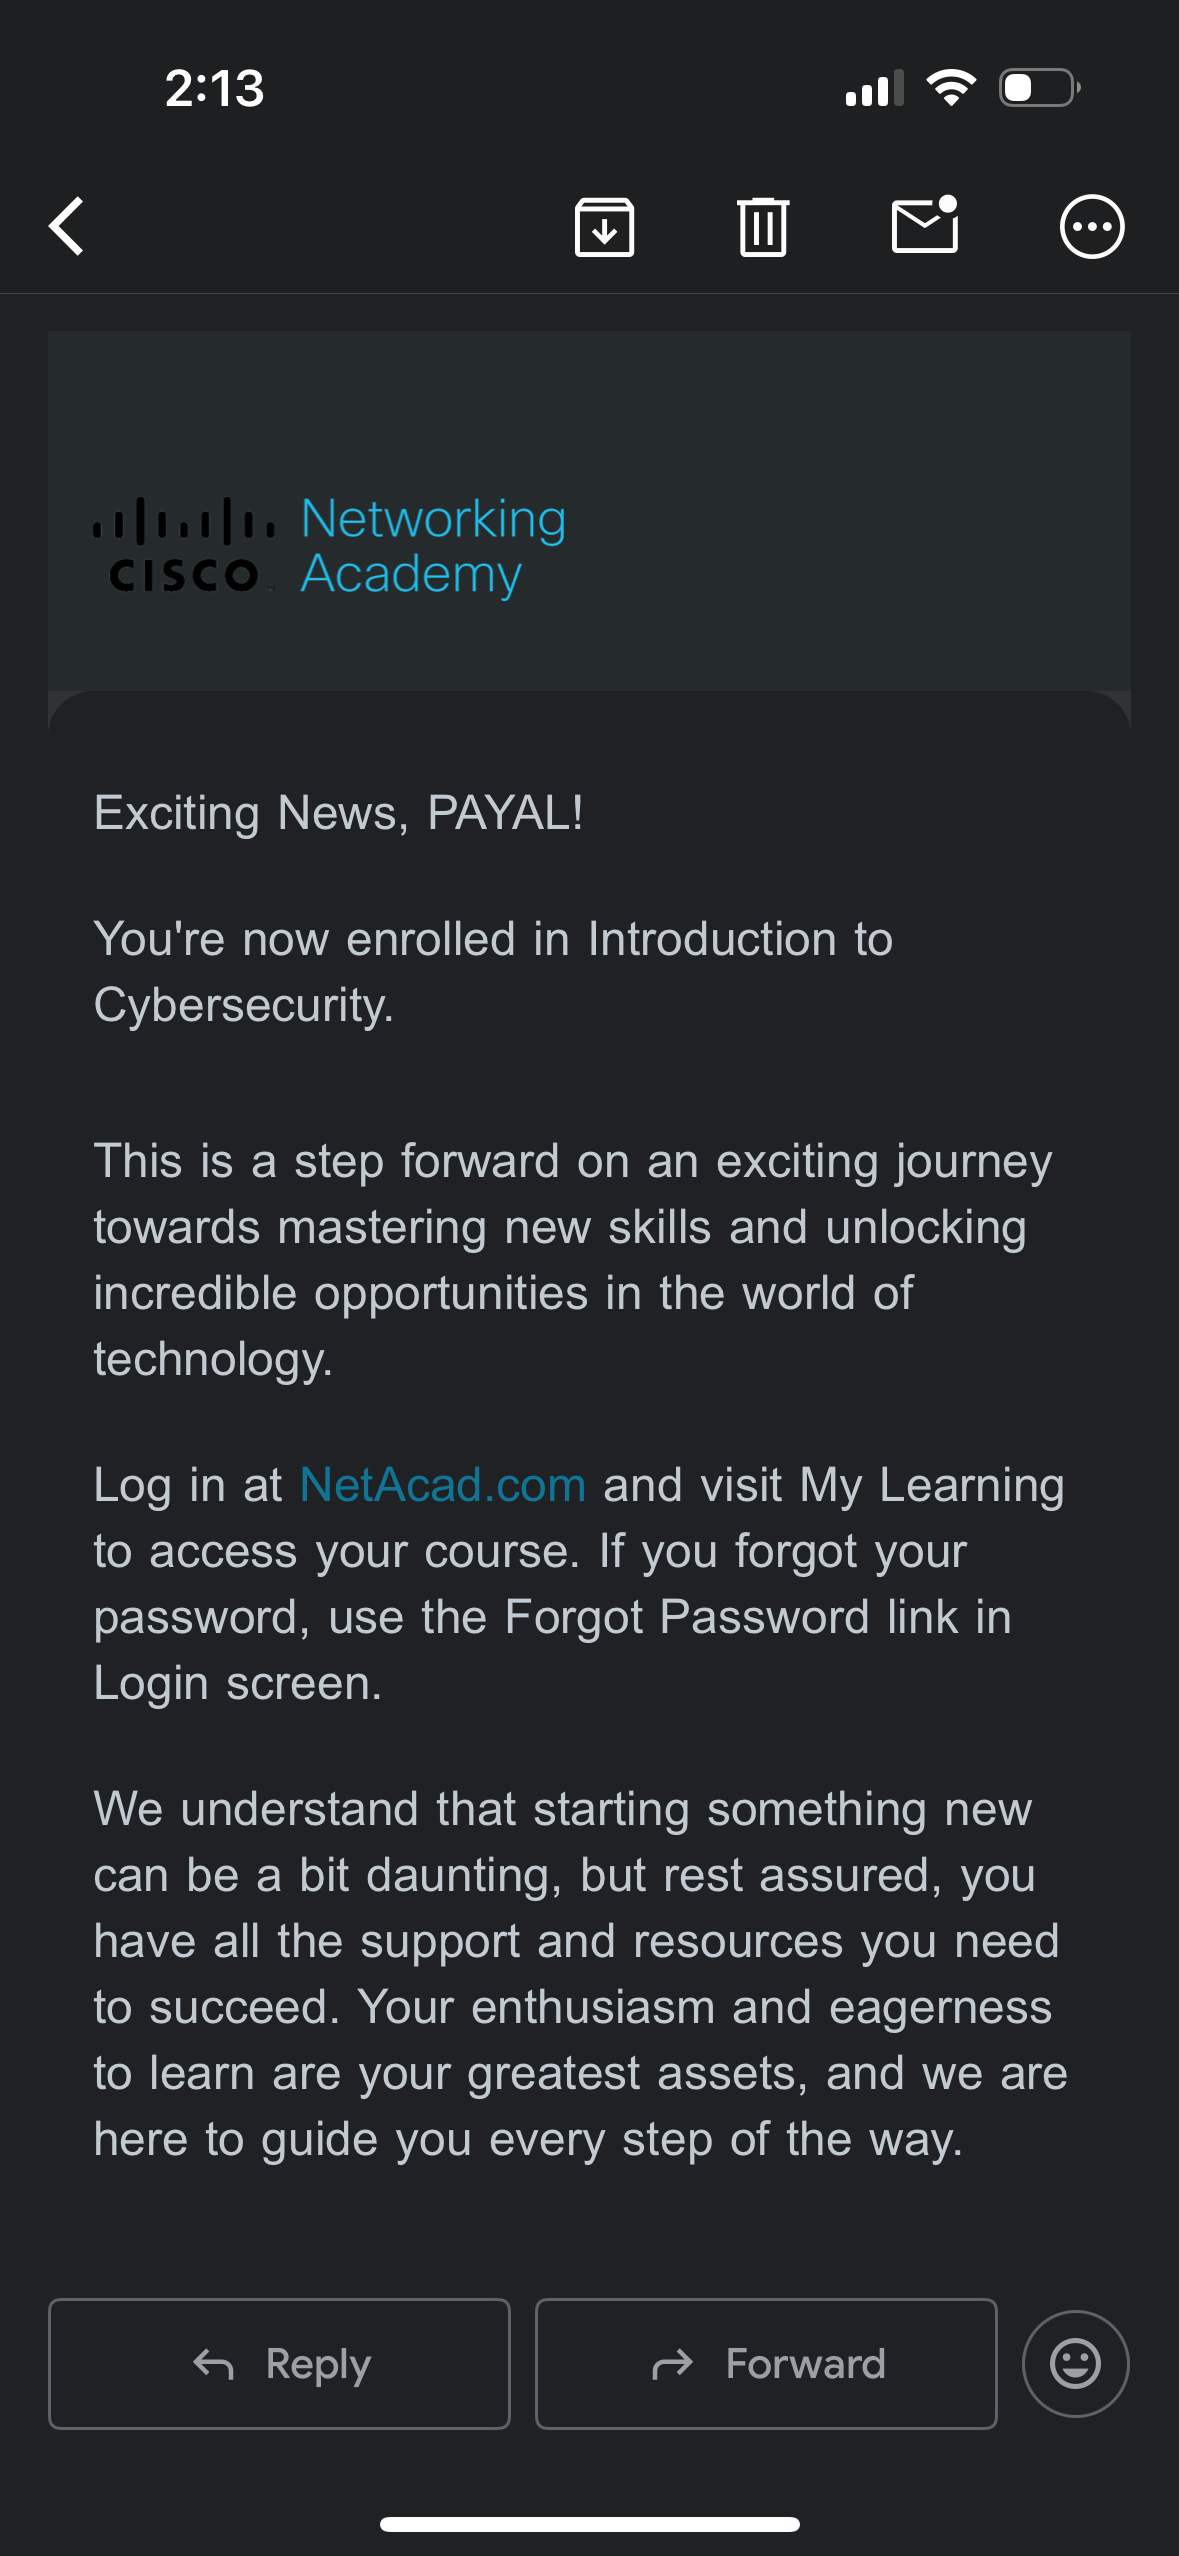 2:13
Networking
Academy
CISCO
Exciting News, PAYAL!
You're now enrolled in Introduction to
Cybersecurity.
This is a step forward on an exciting journey
towards mastering new skills and unlocking
incredible opportunities in the world of
technology.
Log in at NetAcad.com and visit My Learning
to access your course. If you forgot your
password, use the Forgot Password link in
Login screen.
We understand that starting something new
can be a bit daunting, but rest assured, you
have all the support and resources you need
to succeed. Your enthusiasm and eagerness
to learn are your greatest assets, and we are
here to guide you every step of the way.
Reply
Forward